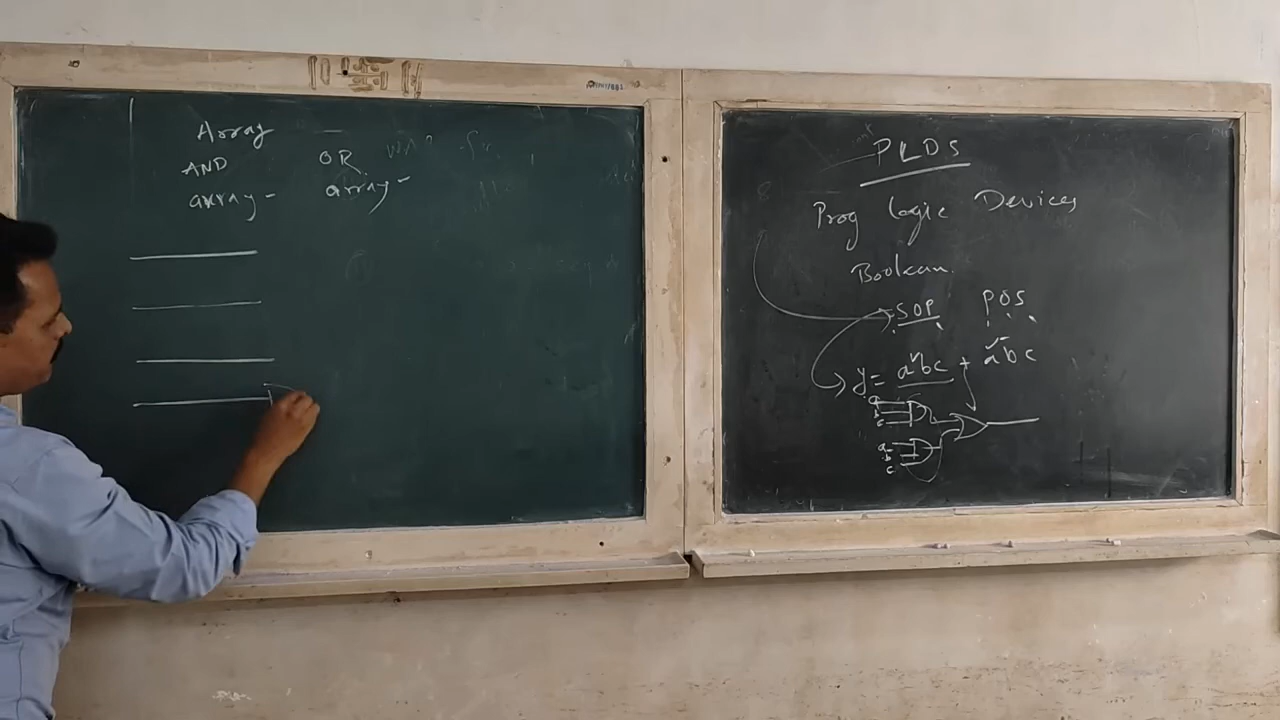 Array
AND OR
array- array-
PLDS
Prog Logic Devices
Boolean.
SOP POS
y= abc + abc
a
b
c
a
b
c